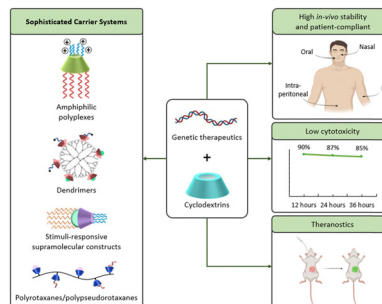 Sophisticated Carrier Systems
Amphiphilic
polyplexes
Dendrimers
Stimuli-responsive
supramolecular constructs
Polyrotaxanes/polypseudorotaxanes
Genetic therapeutics
+
Cyclodextrins
High in-vivo stability
and patient-compliant
Oral
Nasal
Intra-
peritoneal
Low cytotoxicity
90% 87% 85%
12 hours 24 hours 36 hours
Theranostics